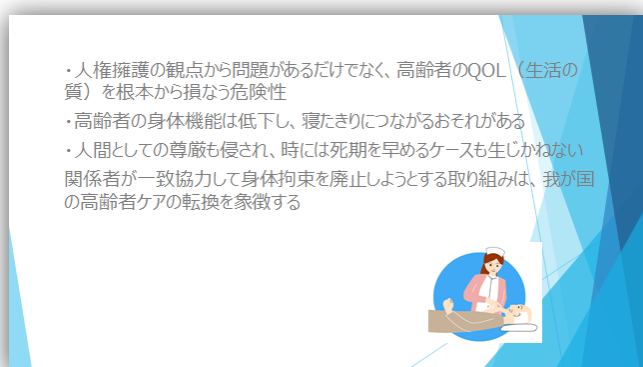 ・人権擁護の観点から問題があるだけでなく、高齢者のQOL（生活の
質）を根本から損なう危険性
・高齢者の身体機能は低下し、寝たきりにつながるおそれがある
・人間としての尊厳も侵され、時には死期を早めるケースも生じかねない
関係者が一致協力して身体拘束を廃止しようとする取り組みは、我が国
の高齢者ケアの転換を象徴する